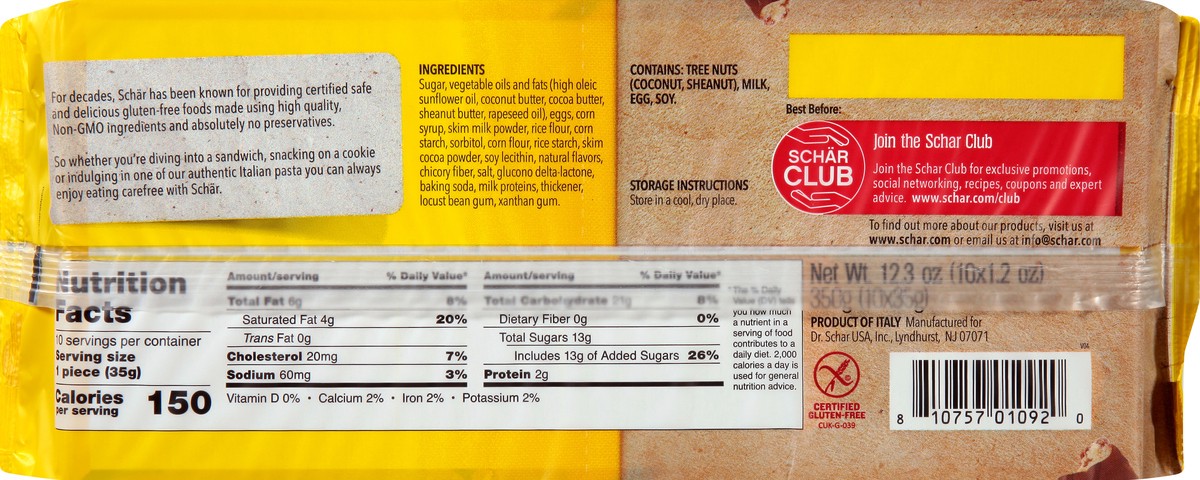 For decades, Schär has been known for providing certified safe
and delicious gluten-free foods made using high quality,
Non-GMO ingredients and absolutely no preservatives.
So whether you're diving into a sandwich, snacking on a cookie
or indulging in one of our authentic Italian pasta you can always
enjoy eating carefree with Schär.
INGREDIENTS
Sugar, vegetable oils and fats (high oleic
sunflower oil, coconut butter, cocoa butter,
sheanut butter, rapeseed oil), eggs, corn
syrup, skim milk powder, rice flour, corn
starch, sorbitol, corn flour, rice starch, skim
cocoa powder, soy lecithin, natural flavors,
chicory fiber, salt, glucono delta-lactone,
baking soda, milk proteins, thickener,
locust bean gum, xanthan gum.
CONTAINS: TREE NUTS
(COCONUT, SHEANUT), MILK,
EGG, SOY.
STORAGE INSTRUCTIONS
Store in a cool, dry place.
Best Before:
SCHÄR
CLUB
Join the Schar Club
Join the Schar Club for exclusive promotions,
social networking, recipes, coupons and expert
advice. www.schar.com/club
To find out more about our products, visit us at
www.schar.com or email us at info@schar.com
Nutrition
Facts
10 servings per container
Serving size
1 piece (35g)
Calories
per serving 150
Amount/serving % Daily Value*
Total Fat 6g 8%
Saturated Fat 4g 20%
Trans Fat 0g
Cholesterol 20mg 7%
Sodium 60mg 3%
Amount/serving % Daily Value*
Total Carbohydrate 21g 8%
Dietary Fiber 0g 0%
Total Sugars 13g
Includes 13g of Added Sugars 26%
Protein 2g
Vitamin D 0% • Calcium 2% • Iron 2% • Potassium 2%
*The % Daily
Value (DV) tells
you how much
a nutrient in a
serving of food
contributes to a
daily diet. 2,000
calories a day is
used for general
nutrition advice.
Net Wt. 12.3 oz (10x1.2 oz)
350g (10x35g)
PRODUCT OF ITALY Manufactured for
Dr. Schar USA, Inc., Lyndhurst, NJ 07071
V06
CERTIFIED
GLUTEN-FREE
CUK-G-039
8 10757 01092 0